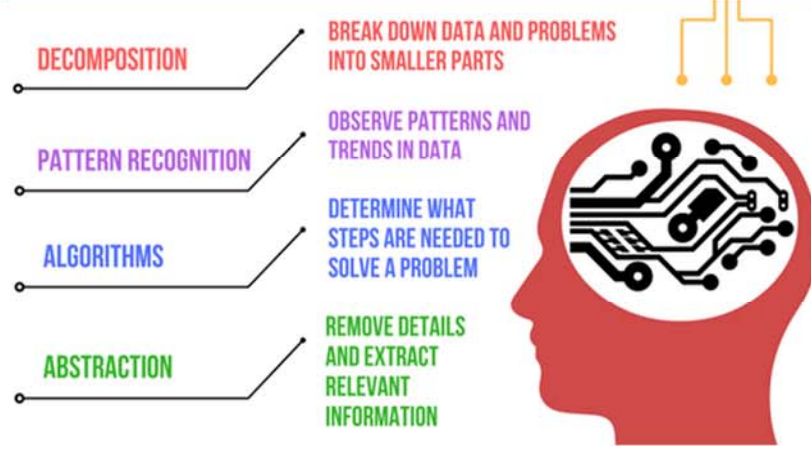 DECOMPOSITION
BREAK DOWN DATA AND PROBLEMS
INTO SMALLER PARTS
PATTERN RECOGNITION
OBSERVE PATTERNS AND
TRENDS IN DATA
ALGORITHMS
DETERMINE WHAT
STEPS ARE NEEDED TO
SOLVE A PROBLEM
ABSTRACTION
REMOVE DETAILS
AND EXTRACT
RELEVANT
INFORMATION